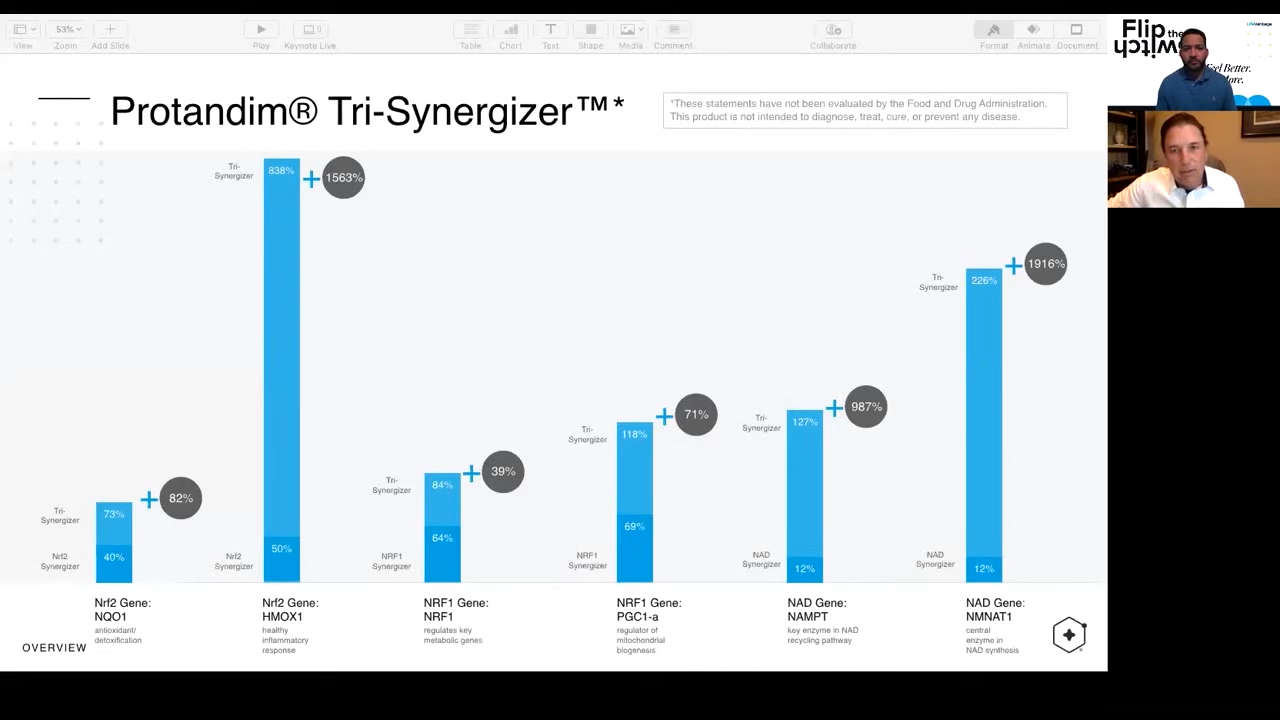 53%
View
Zoom
Add Slide
Play
Keynote Live
Table
Chart
Text
Shape
Media
Comment
Collaborate
Format
Animate
Document
Flip
the
switch
Feel Better.
Protandim® Tri-Synergizer™*
*These statements have not been evaluated by the Food and Drug Administration.
This product is not intended to diagnose, treat, cure, or prevent any disease.
Tri-
Synergizer
73%
82%
Nrf2
Synergizer
40%
Nrf2 Gene:
NQO1
antioxidant/
detoxification
Tri-
Synergizer
838%
1563%
Nrf2
Synergizer
50%
Nrf2 Gene:
HMOX1
healthy
inflammatory
response
Tri-
Synergizer
84%
39%
NRF1
Synergizer
64%
NRF1 Gene:
NRF1
regulates key
metabolic genes
Tri-
Synergizer
118%
71%
NRF1
Synergizer
69%
NRF1 Gene:
PGC1-a
regulator of
mitochondrial
biogenesis
Tri-
Synergizer
127%
987%
NAD
Synergizer
12%
NAD Gene:
NAMPT
key enzyme in NAD
recycling pathway
Tri-
Synergizer
226%
1916%
NAD
Synergizer
12%
NAD Gene:
NMNAT1
central
enzyme in
NAD synthesis
OVERVIEW